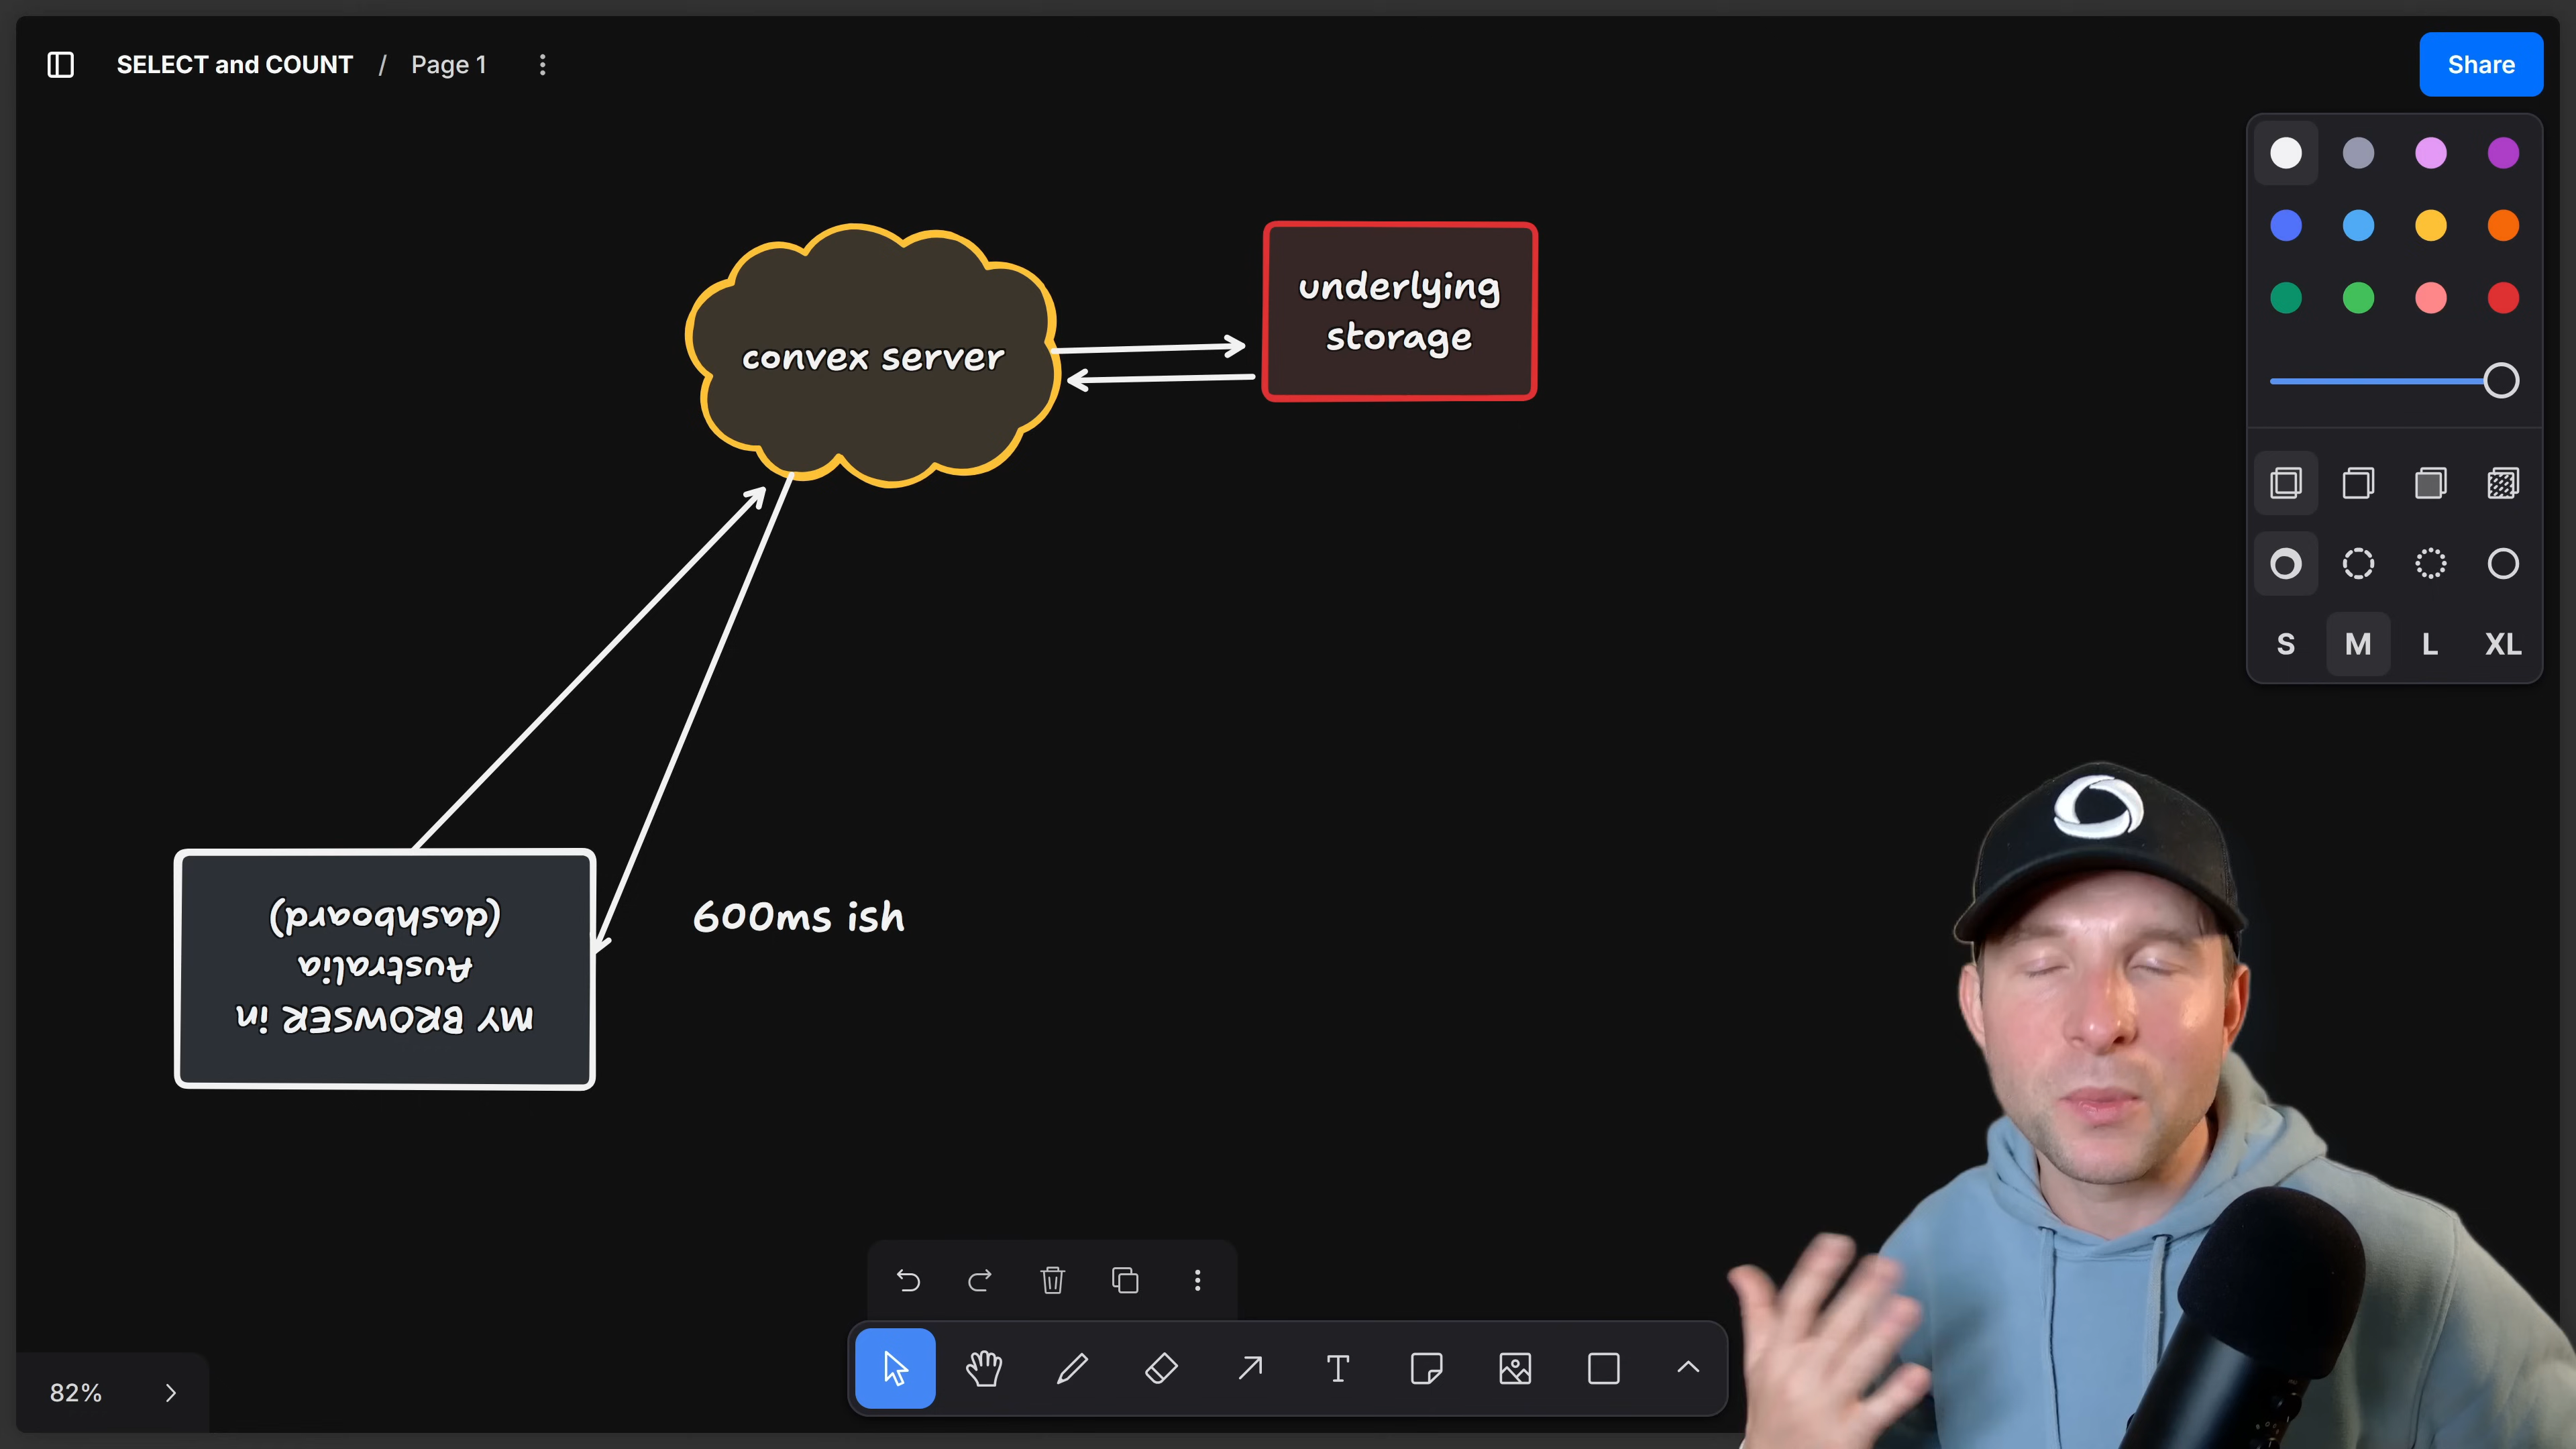 SELECT and COUNT / Page 1
Share
convex server
underlying
storage
S M L XL
MY BROWSER in
Australia
(dashboard)
600ms ish
82%